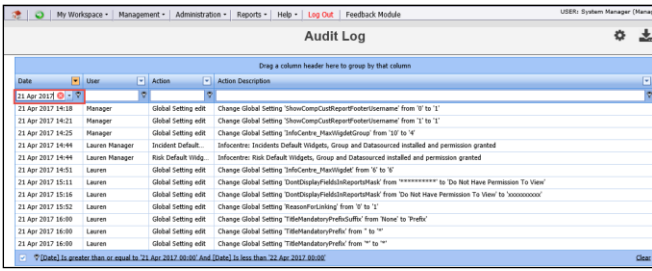 My Workspace Management Administration Reports Help Log Out Feedback Module USER: System Manager (Manag
Audit Log
Drag a column header here to group by that column
Date User Action Action Description
21 Apr 2017
21 Apr 2017 14:18 Manager Global Setting edit Change Global Setting 'ShowCompCustReportFooterUsername' from '0' to '1'
21 Apr 2017 14:21 Manager Global Setting edit Change Global Setting 'ShowCompCustReportFooterUsername' from '1' to '1'
21 Apr 2017 14:25 Manager Global Setting edit Change Global Setting 'InfoCentre_MaxWigdetGroup' from '10' to '4'
21 Apr 2017 14:44 Lauren Manager Incident Default... Infocentre: Incidents Default Widgets, Group and Datasourced installed and permission granted
21 Apr 2017 14:44 Lauren Manager Risk Default Widg... Infocentre: Risk Default Widgets, Group and Datasourced installed and permission granted
21 Apr 2017 14:51 Lauren Global Setting edit Change Global Setting 'InfoCentre_MaxWidget' from '6' to '6'
21 Apr 2017 15:11 Lauren Global Setting edit Change Global Setting 'DontDisplayFieldsInReportsMask' from '**********' to 'Do Not Have Permission To View'
21 Apr 2017 15:16 Lauren Global Setting edit Change Global Setting 'DontDisplayFieldsInReportsMask' from 'Do Not Have Permission To View' to 'xxxxxxxxxx'
21 Apr 2017 15:52 Lauren Global Setting edit Change Global Setting 'ReasonForLinking' from '0' to '1'
21 Apr 2017 16:00 Lauren Global Setting edit Change Global Setting 'TitleMandatoryPrefixSuffix' from 'None' to 'Prefix'
21 Apr 2017 16:00 Lauren Global Setting edit Change Global Setting 'TitleMandatoryPrefix' from '' to '*'
21 Apr 2017 16:00 Lauren Global Setting edit Change Global Setting 'TitleMandatoryPrefix' from '*' to '*'
[Date] Is greater than or equal to '21 Apr 2017 00:00' And [Date] Is less than '22 Apr 2017 00:00' Clear